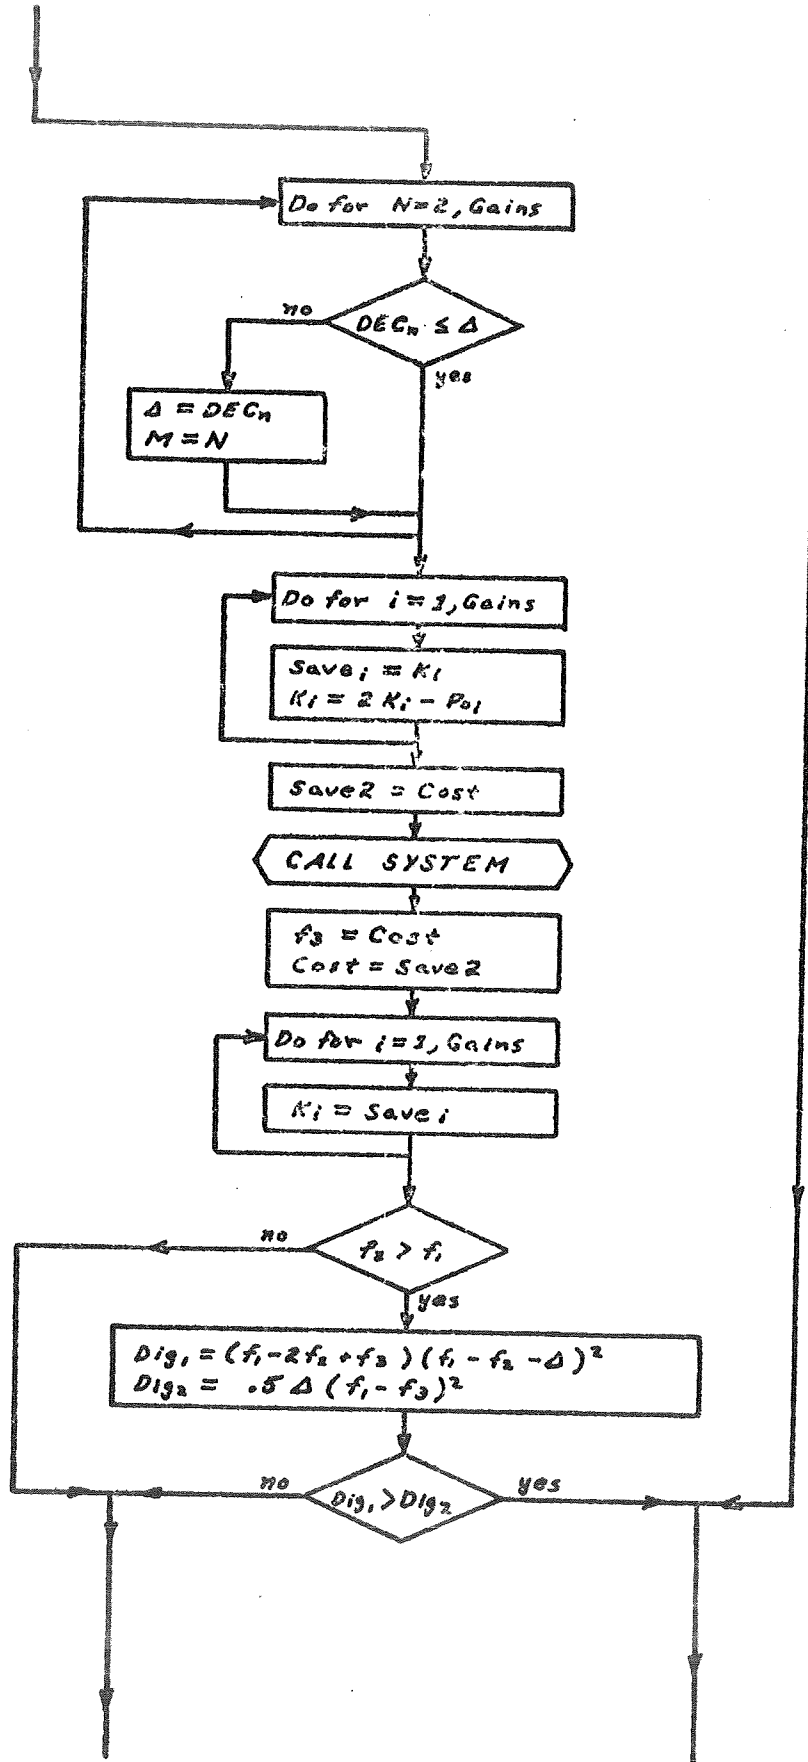 Do for N=2, Gains
no
DECₙ ≤ Δ
yes
Δ = DECₙ
M = N
Do for i = 1, Gains
Saveᵢ = Kᵢ
Kᵢ = 2 Kᵢ - P₀ᵢ
Save2 = Cost
CALL SYSTEM
f₃ = Cost
Cost = Save2
Do for i = 1, Gains
Kᵢ = Saveᵢ
no
f₂ > f₁
yes
Dig₁ = (f₁ - 2f₂ + f₃)(f₁ - f₂ - Δ)²
Dig₂ = .5 Δ (f₁ - f₃)²
no
Dig₁ > Dig₂
yes